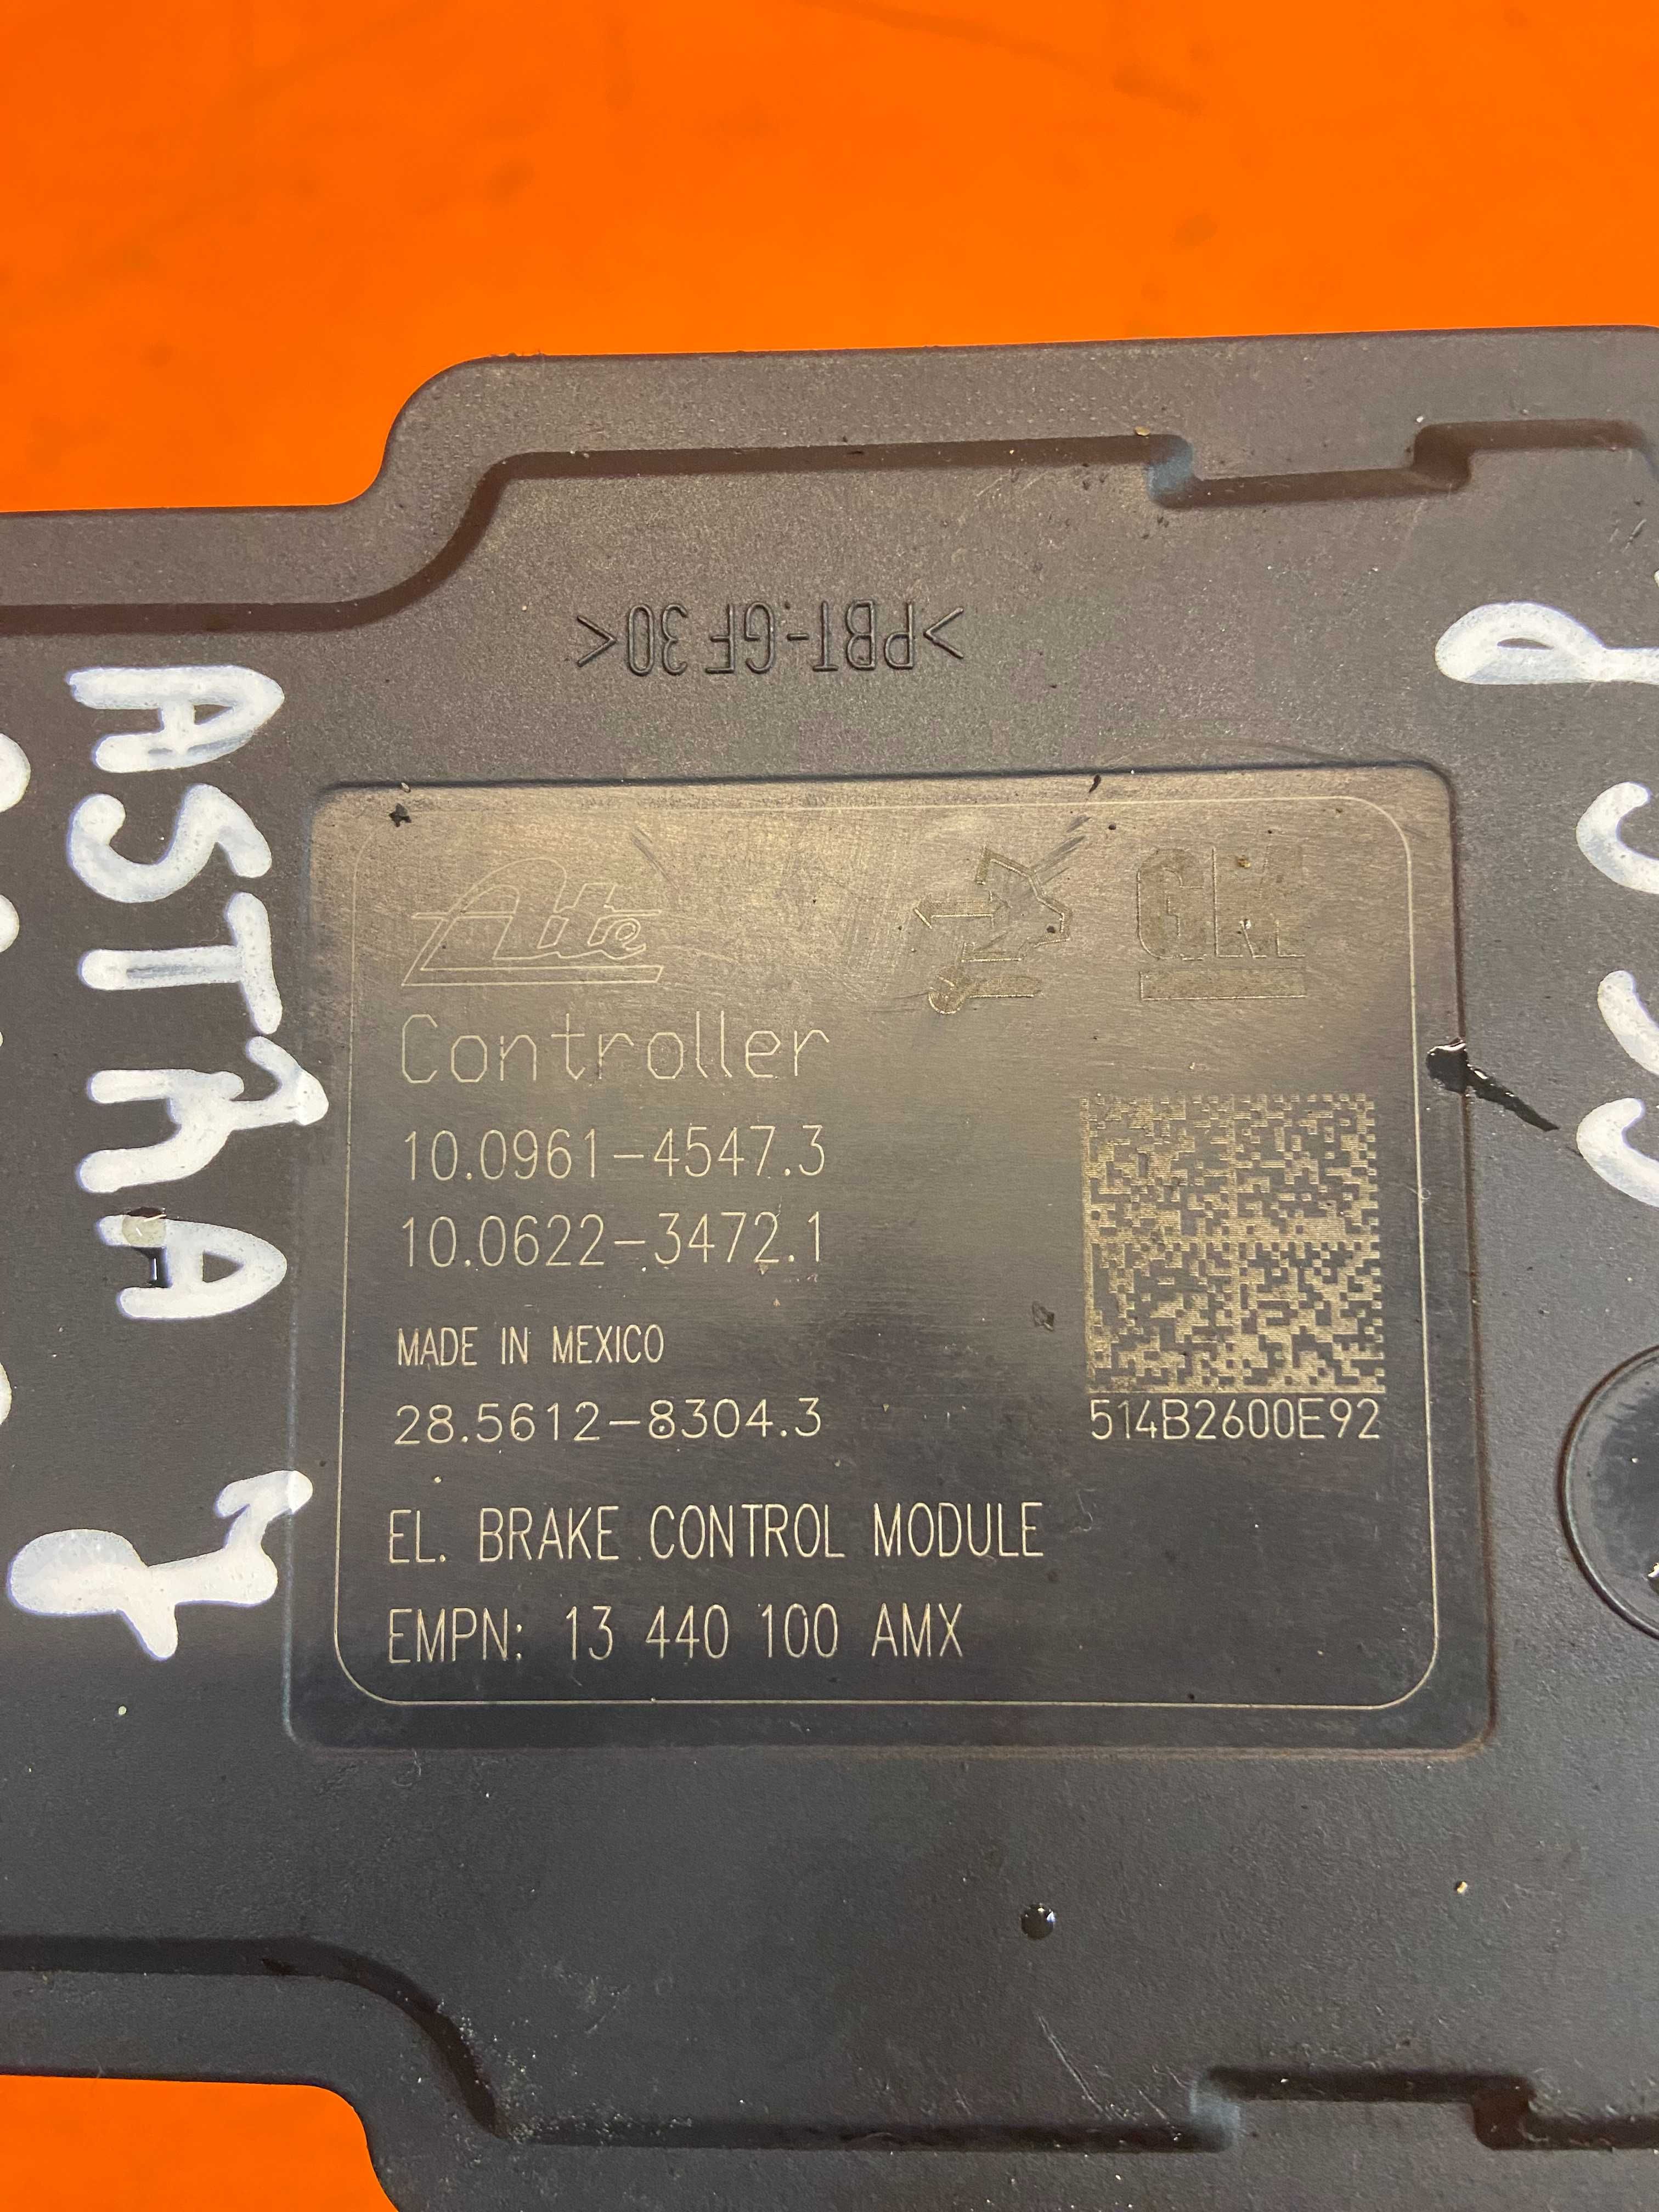 >PBT-GF30<
ASTRA J
Ate
GM
Controller
10.0961-4547.3
10.0622-3472.1
MADE IN MEXICO
28.5612-8304.3
514B2600E92
EL. BRAKE CONTROL MODULE
EMPN: 13 440 100 AMX